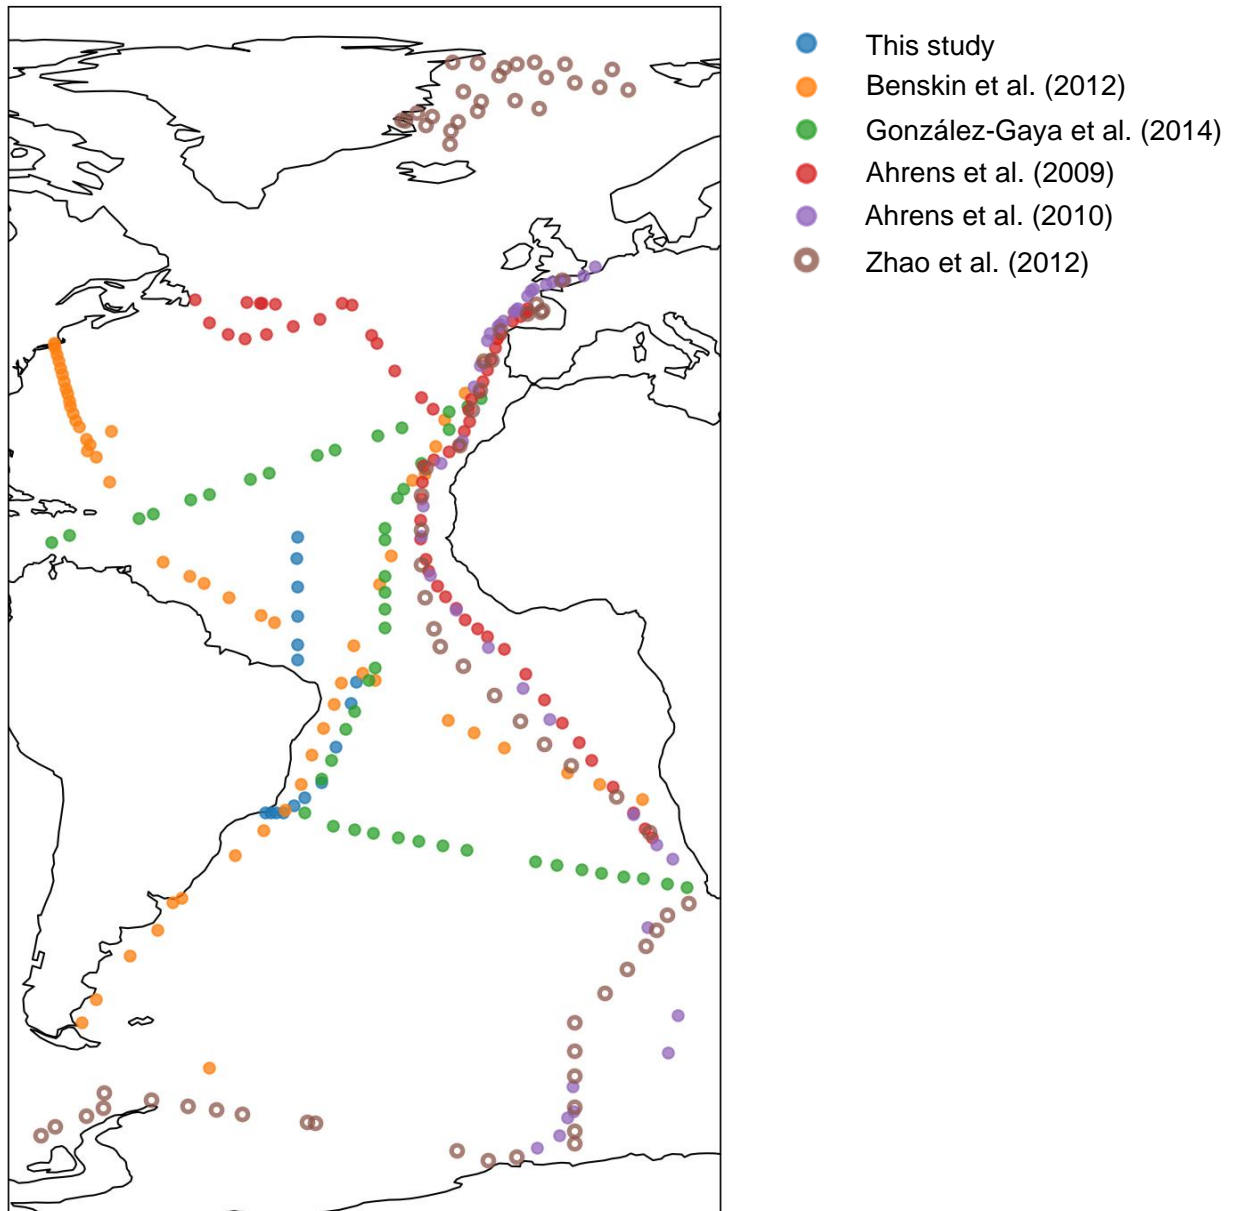 This study
Benskin et al. (2012)
González-Gaya et al. (2014)
Ahrens et al. (2009)
Ahrens et al. (2010)
Zhao et al. (2012)